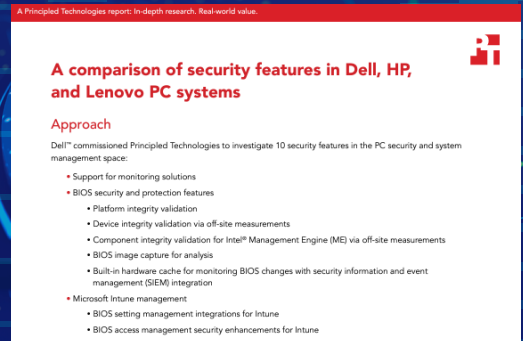 A Principled Technologies report: In-depth research. Real-world value.
PT
A comparison of security features in Dell, HP,
and Lenovo PC systems
Approach
Dell™ commissioned Principled Technologies to investigate 10 security features in the PC security and system
management space:
• Support for monitoring solutions
• BIOS security and protection features
• Platform integrity validation
• Device integrity validation via off-site measurements
• Component integrity validation for Intel® Management Engine (ME) via off-site measurements
• BIOS image capture for analysis
• Built-in hardware cache for monitoring BIOS changes with security information and event
management (SIEM) integration
• Microsoft Intune management
• BIOS setting management integrations for Intune
• BIOS access management security enhancements for Intune